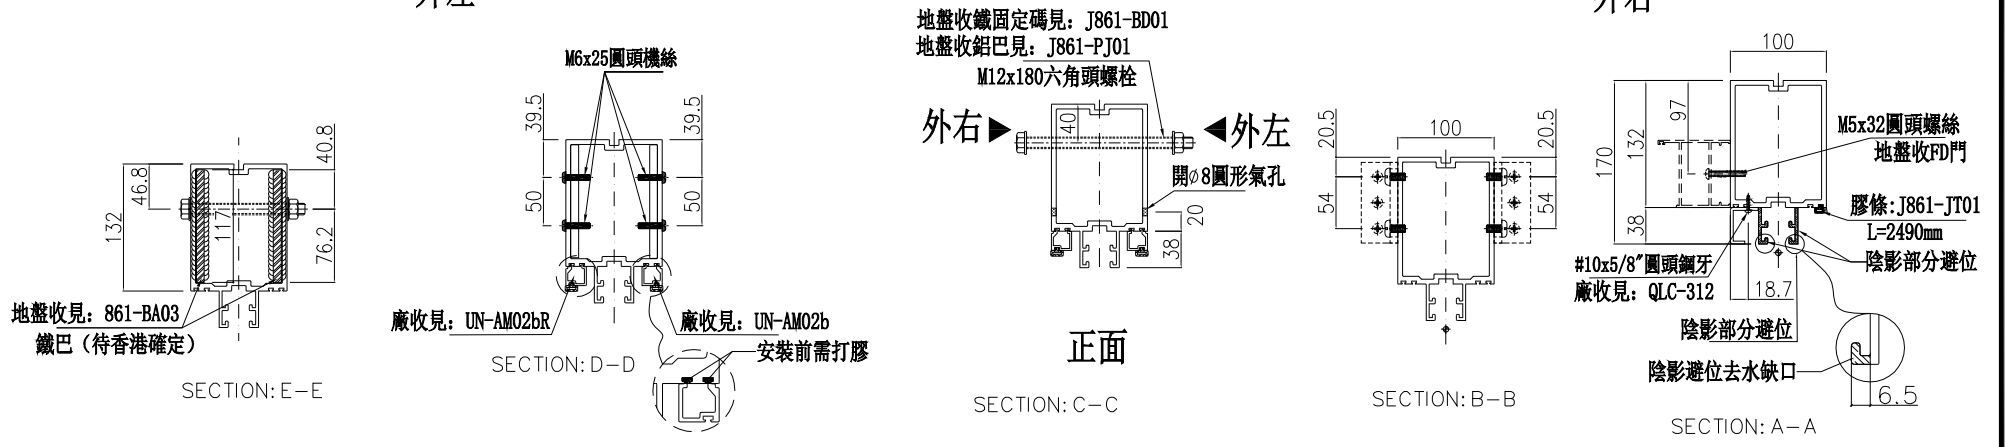 46.8
132
117
40.8
76.2
地盤收見: 861-BA03
鐵巴 (待香港確定)
SECTION: E-E
M6x25圓頭機絲
39.5
50
39.5
50
廠收見: UN-AM02bR
廠收見: UN-AM02b
安裝前需打膠
SECTION: D-D
地盤收鐵固定碼見: J861-BD01
地盤收鋁巴見: J861-PJ01
M12x180六角頭螺栓
外右
外左
40
開⌀8圓形氣孔
20
38
正面
SECTION: C-C
20.5
54
100
20.5
54
SECTION: B-B
100
97
132
170
38
M5x32圓頭螺絲
地盤收FD門
膠條: J861-JT01
L=2490mm
陰影部分避位
#10x5/8"圓頭鋼牙
廠收見: QLC-312
18.7
陰影部分避位
陰影避位去水缺口
6.5
SECTION: A-A